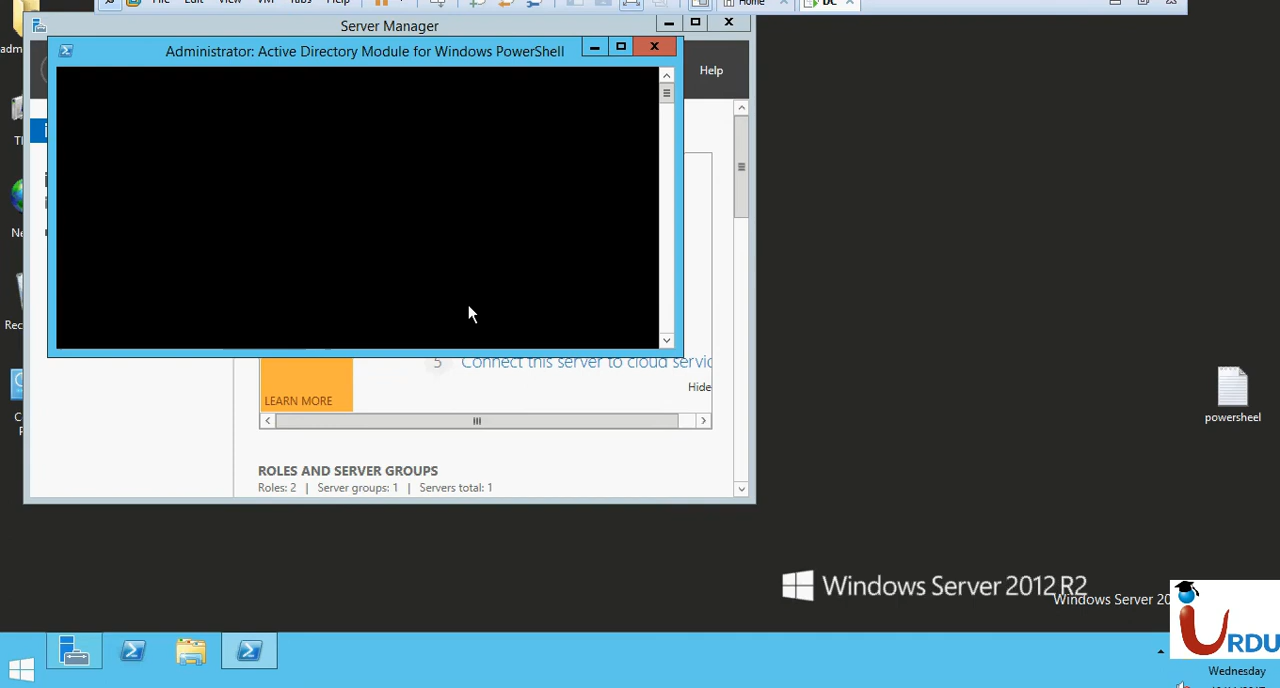 File Edit View VM Tabs Help
Home
DC
Server Manager
Administrator: Active Directory Module for Windows PowerShell
Help
5 Connect this server to cloud servic
Hide
LEARN MORE
ROLES AND SERVER GROUPS
Roles: 2 | Server groups: 1 | Servers total: 1
powersheel
Windows Server 2012 R2
Windows Server 20
URDU
Wednesday